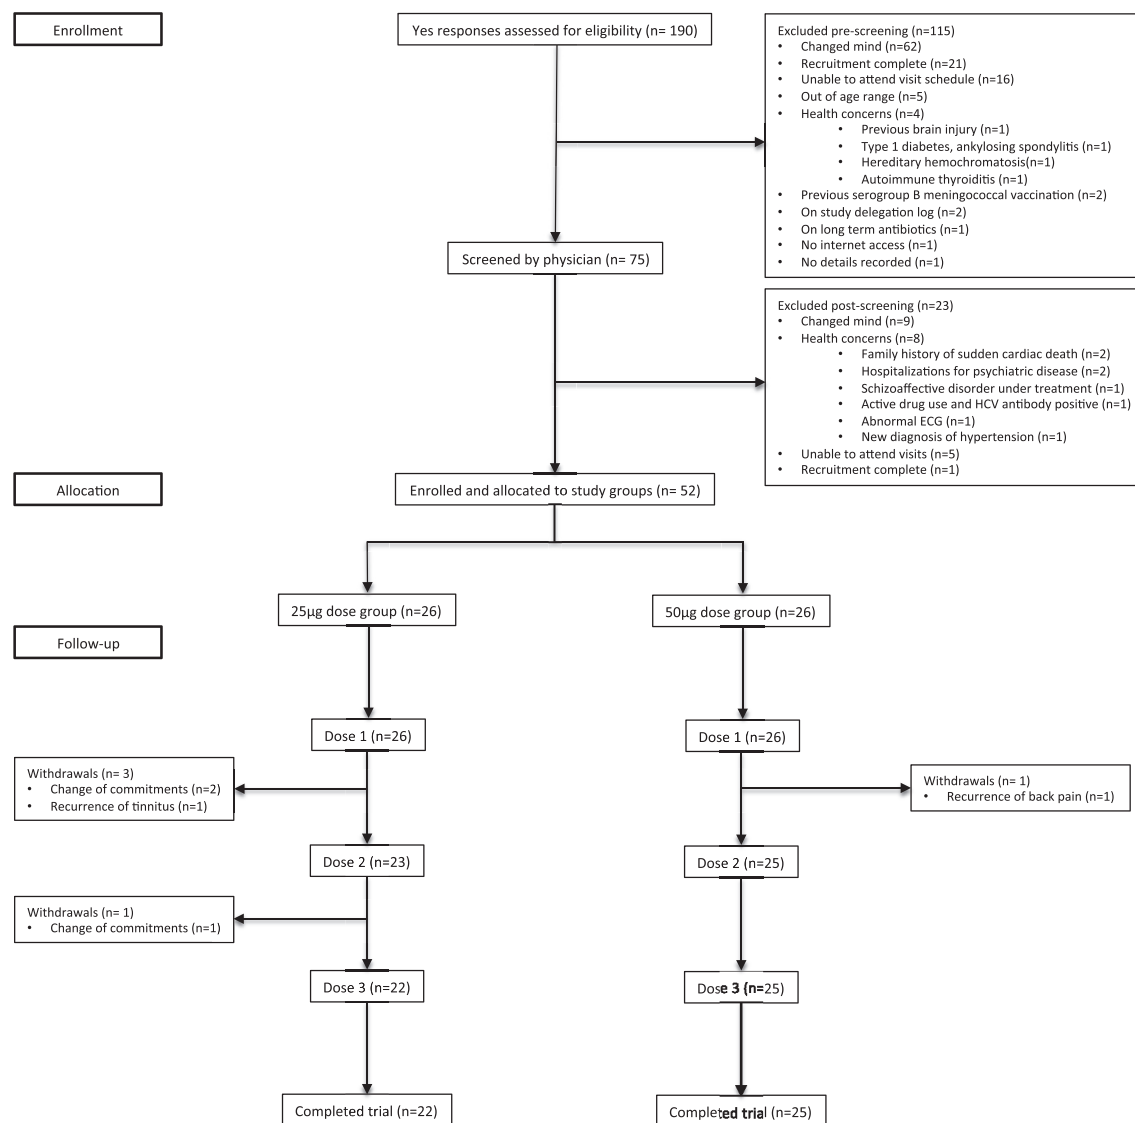 Enrollment
Yes responses assessed for eligibility (n= 190)
Excluded pre-screening (n=115)
• Changed mind (n=62)
• Recruitment complete (n=21)
• Unable to attend visit schedule (n=16)
• Out of age range (n=5)
• Health concerns (n=4)
• Previous brain injury (n=1)
• Type 1 diabetes, ankylosing spondylitis (n=1)
• Hereditary hemochromatosis(n=1)
• Autoimmune thyroiditis (n=1)
• Previous serogroup B meningococcal vaccination (n=2)
• On study delegation log (n=2)
• On long term antibiotics (n=1)
• No internet access (n=1)
• No details recorded (n=1)
Screened by physician (n= 75)
Excluded post-screening (n=23)
• Changed mind (n=9)
• Health concerns (n=8)
• Family history of sudden cardiac death (n=2)
• Hospitalizations for psychiatric disease (n=2)
• Schizoaffective disorder under treatment (n=1)
• Active drug use and HCV antibody positive (n=1)
• Abnormal ECG (n=1)
• New diagnosis of hypertension (n=1)
• Unable to attend visits (n=5)
• Recruitment complete (n=1)
Allocation
Enrolled and allocated to study groups (n= 52)
25µg dose group (n=26)
50µg dose group (n=26)
Follow-up
Dose 1 (n=26)
Dose 1 (n=26)
Withdrawals (n= 3)
• Change of commitments (n=2)
• Recurrence of tinnitus (n=1)
Withdrawals (n= 1)
• Recurrence of back pain (n=1)
Dose 2 (n=23)
Dose 2 (n=25)
Withdrawals (n= 1)
• Change of commitments (n=1)
Dose 3 (n=22)
Dose 3 (n=25)
Completed trial (n=22)
Completed trial (n=25)